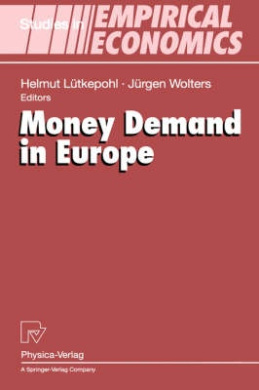 Studies in
EMPIRICAL
ECONOMICS
Helmut Lütkepohl · Jürgen Wolters
Editors
Money Demand
in Europe
Physica-Verlag
A Springer-Verlag Company